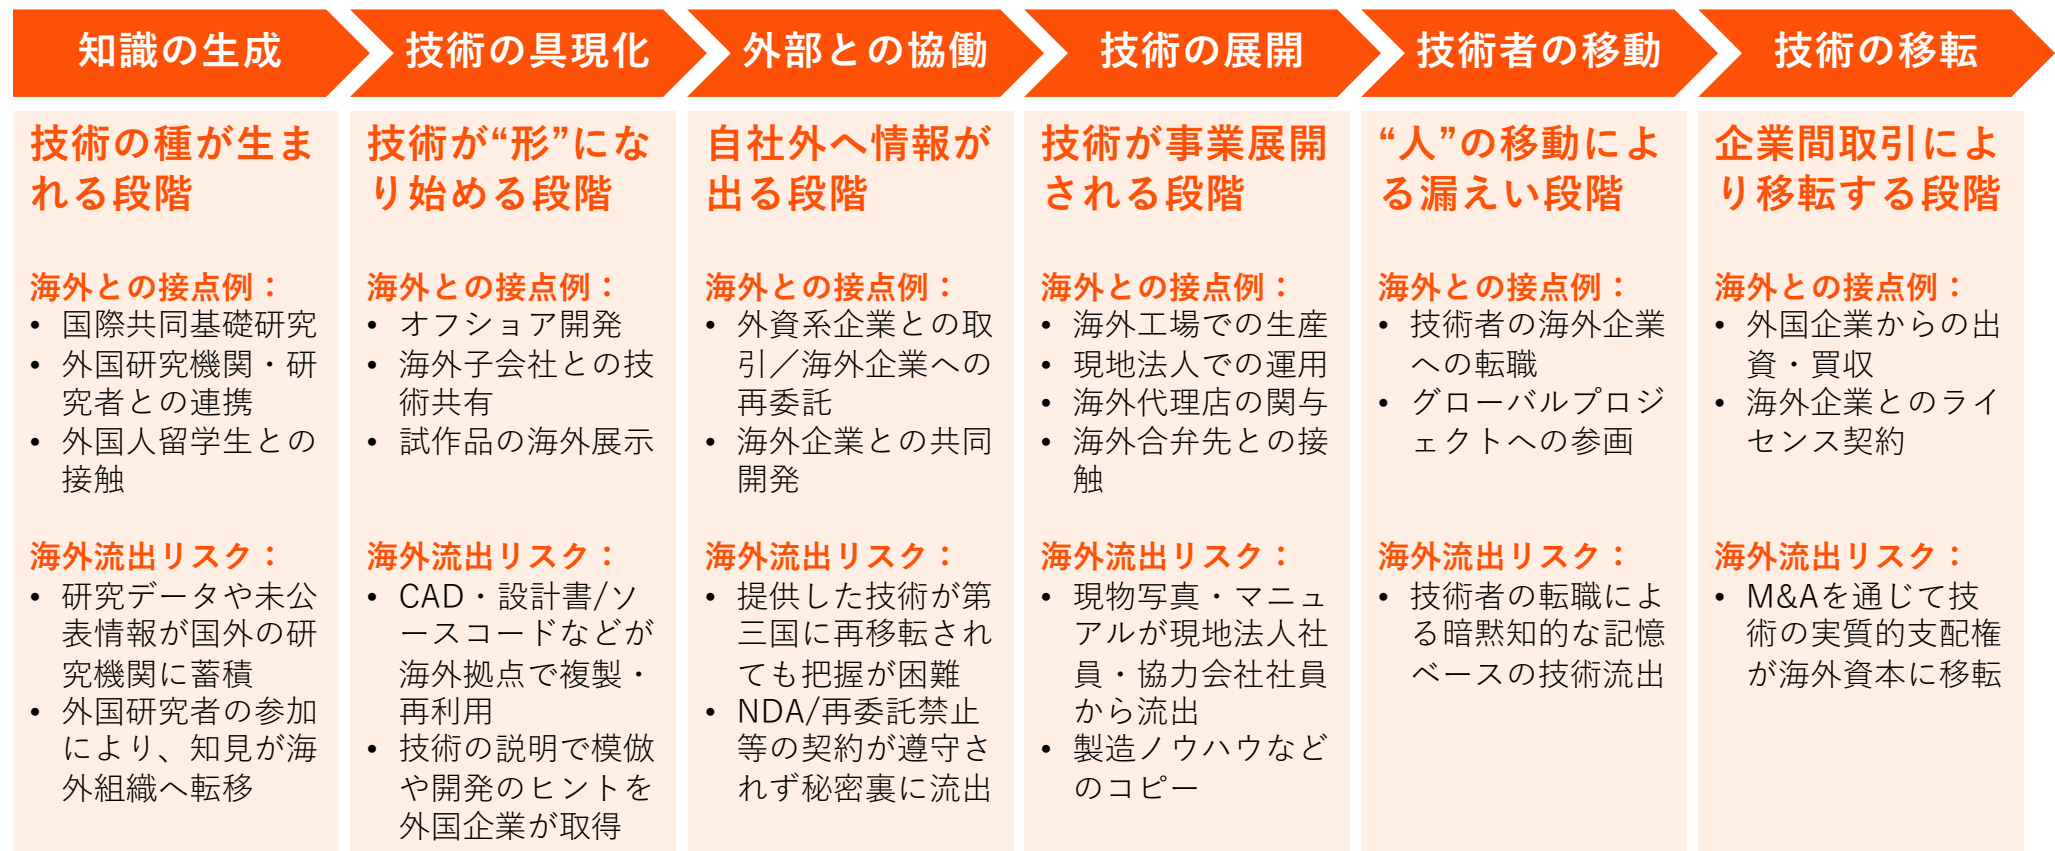 知識の生成
技術の具現化
外部との協働
技術の展開
技術者の移動
技術の移転
技術の種が生ま
れる段階
海外との接点例：
• 国際共同基礎研究
• 外国研究機関・研
究者との連携
• 外国人留学生との
接触
海外流出リスク：
• 研究データや未公
表情報が国外の研
究機関に蓄積
• 外国研究者の参加
により、知見が海
外組織へ転移
技術が“形”にな
り始める段階
海外との接点例：
• オフショア開発
• 海外子会社との技
術共有
• 試作品の海外展示
海外流出リスク：
• CAD・設計書/ソ
ースコードなどが
海外拠点で複製・
再利用
• 技術の説明で模倣
や開発のヒントを
外国企業が取得
自社外へ情報が
出る段階
海外との接点例：
• 外資系企業との取
引／海外企業への
再委託
• 海外企業との共同
開発
海外流出リスク：
• 提供した技術が第
三国に再移転され
ても把握が困難
• NDA/再委託禁止
等の契約が遵守さ
れず秘密裏に流出
技術が事業展開
される段階
海外との接点例：
• 海外工場での生産
• 現地法人での運用
• 海外代理店の関与
• 海外合弁先との接
触
海外流出リスク：
• 現物写真・マニュ
アルが現地法人社
員・協力会社社員
から流出
• 製造ノウハウなど
のコピー
“人”の移動によ
る漏えい段階
海外との接点例：
• 技術者の海外企業
への転職
• グローバルプロジ
ェクトへの参画
海外流出リスク：
• 技術者の転職によ
る暗黙知的な記憶
ベースの技術流出
企業間取引によ
り移転する段階
海外との接点例：
• 外国企業からの出
資・買収
• 海外企業とのライ
センス契約
海外流出リスク：
• M&Aを通じて技
術の実質的支配権
が海外資本に移転